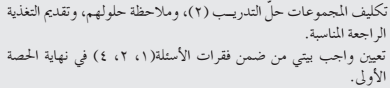 تكليف المجموعات حلّ التدريب (٢)، وملاحظة حلولهم، وتقديم التغذية
الراجعة المناسبة.
تعيين واجب بيتي من ضمن فقرات الأسئلة(١، ٢، ٤) في نهاية الحصة
الأولى.